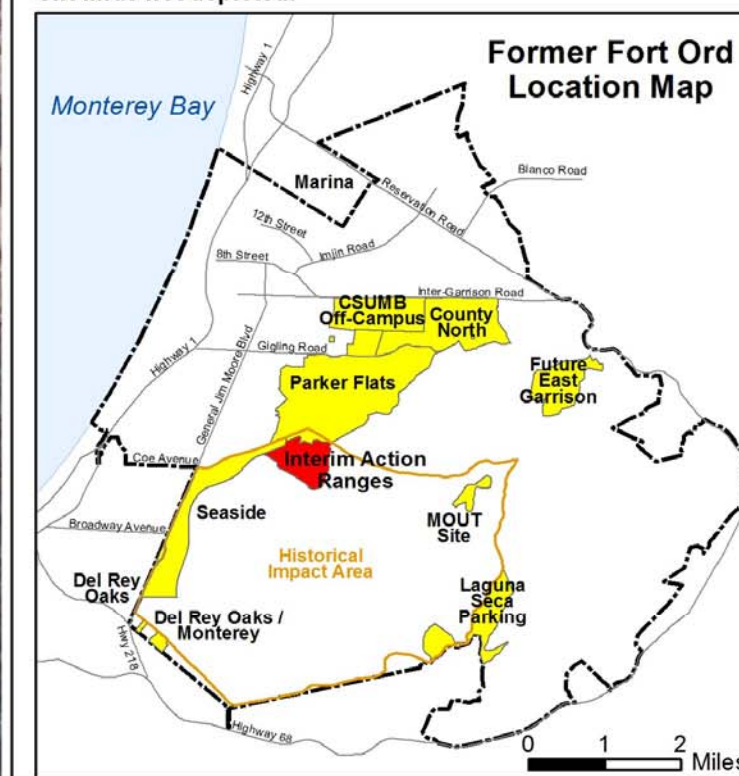 Former Fort Ord
Location Map
Monterey Bay
Highway 1
Marina
Blanco Road
Reservation Road
12th Street
Imjin Road
8th Street
Inter-Garrison Road
CSUMB
Off-Campus
County
North
Gigling Road
Highway 1
General Jim Moore Blvd
Parker Flats
Future
East
Garrison
Coe Avenue
Interim Action
Ranges
Seaside
Broadway Avenue
MOUT
Site
Historical
Impact Area
Del Rey
Oaks
Del Rey Oaks /
Monterey
Laguna
Seca
Parking
Hwy 218
Highway 68
0 1 2
Miles